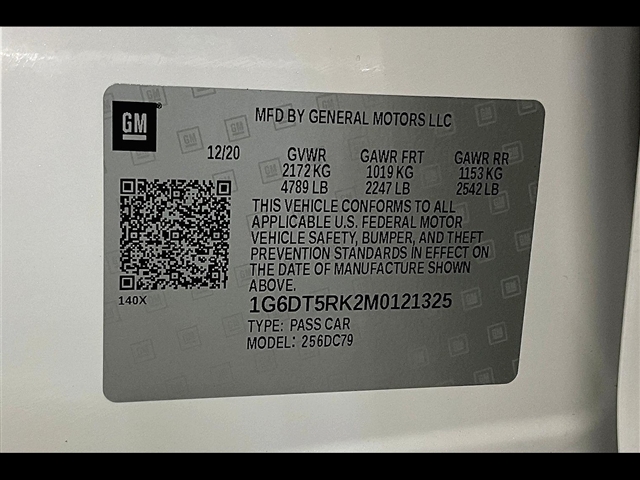 GM
MFD BY GENERAL MOTORS LLC
12/20 GVWR GAWR FRT GAWR RR
2172 KG 1019 KG 1153 KG
4789 LB 2247 LB 2542 LB
THIS VEHICLE CONFORMS TO ALL
APPLICABLE U.S. FEDERAL MOTOR
VEHICLE SAFETY, BUMPER, AND THEFT
PREVENTION STANDARDS IN EFFECT ON
THE DATE OF MANUFACTURE SHOWN
ABOVE.
140X
1G6DT5RK2M0121325
TYPE: PASS CAR
MODEL: 256DC79